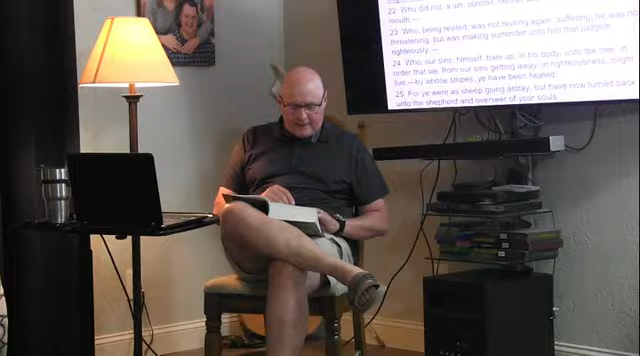 22 Who did not, a sin, commit, neither
mouth,—
23 Who, being reviled, was not reviling again, suffering, he was not
threatening, but was making surrender unto him that judgeth
righteously,—
24 Who, our sins, himself, bare up, in his body, unto the tree, in
order that we, from our sins getting away, in righteousness, might
live,—by whose stripes, ye have been healed;
25 For ye were as sheep going astray, but have now turned back
unto the shepherd and overseer of your souls.